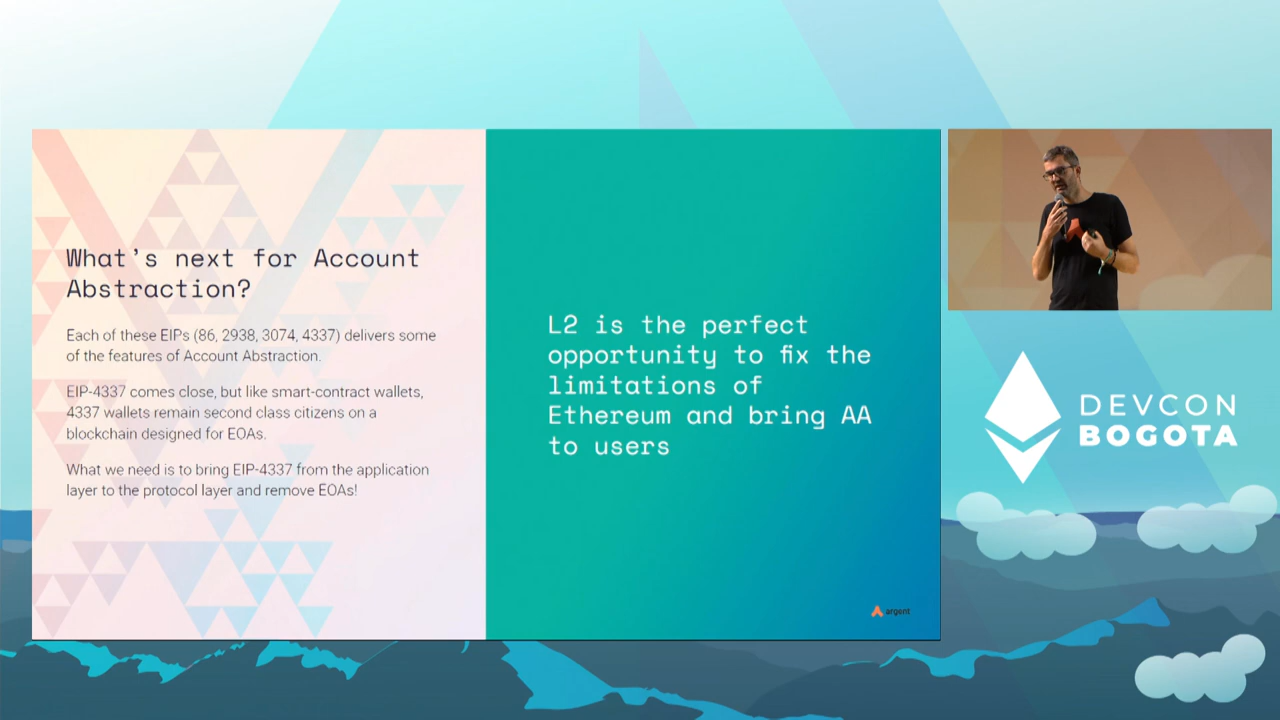 What's next for Account
Abstraction?
Each of these EIPs (86, 2938, 3074, 4337) delivers some
of the features of Account Abstraction.
EIP-4337 comes close, but like smart-contract wallets,
4337 wallets remain second class citizens on a
blockchain designed for EOAs.
What we need is to bring EIP-4337 from the application
layer to the protocol layer and remove EOAs!
L2 is the perfect
opportunity to fix the
limitations of
Ethereum and bring AA
to users
argent
DEVCON
BOGOTA